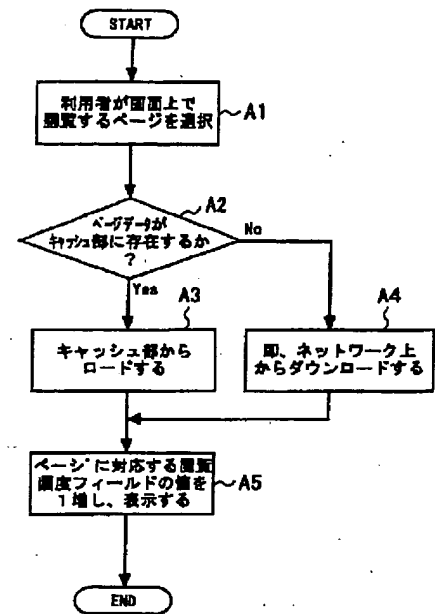 START
利用者が画面上で
閲覧するページを選択
A1
A2
ページデータが
キャッシュ部に存在するか
?
No
Yes
A3
A4
キャッシュ部から
ロードする
即、ネットワーク上
からダウンロードする
ページに対応する閲覧
頻度フィールドの値を
1増し、表示する
A5
END